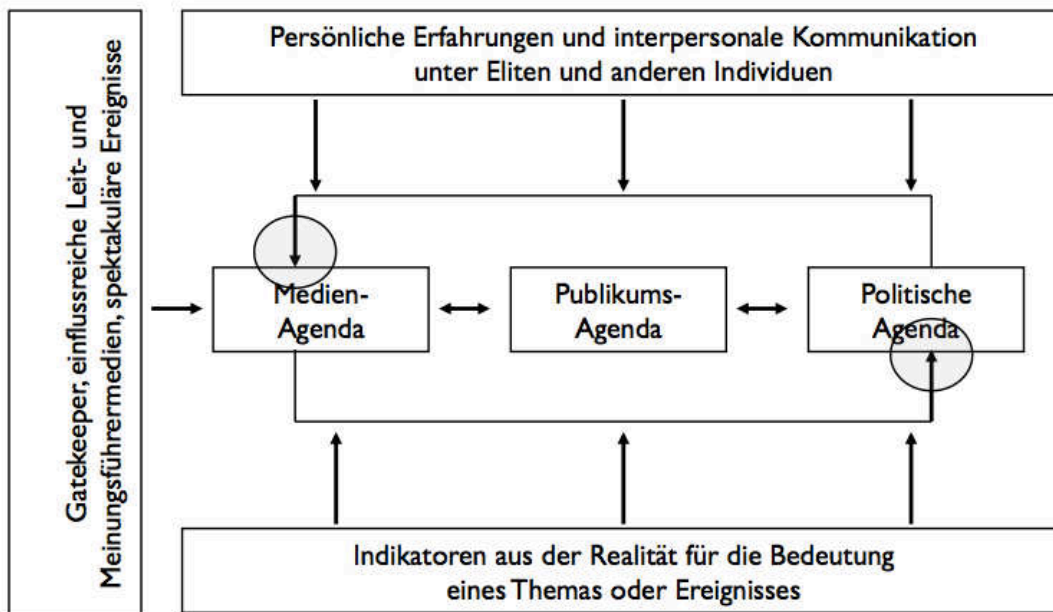 Gatekeeper, einflussreiche Leit- und
Meinungsführermedien, spektakuläre Ereignisse
Persönliche Erfahrungen und interpersonale Kommunikation
unter Eliten und anderen Individuen
Medien-
Agenda
Publikums-
Agenda
Politische
Agenda
Indikatoren aus der Realität für die Bedeutung
eines Themas oder Ereignisses